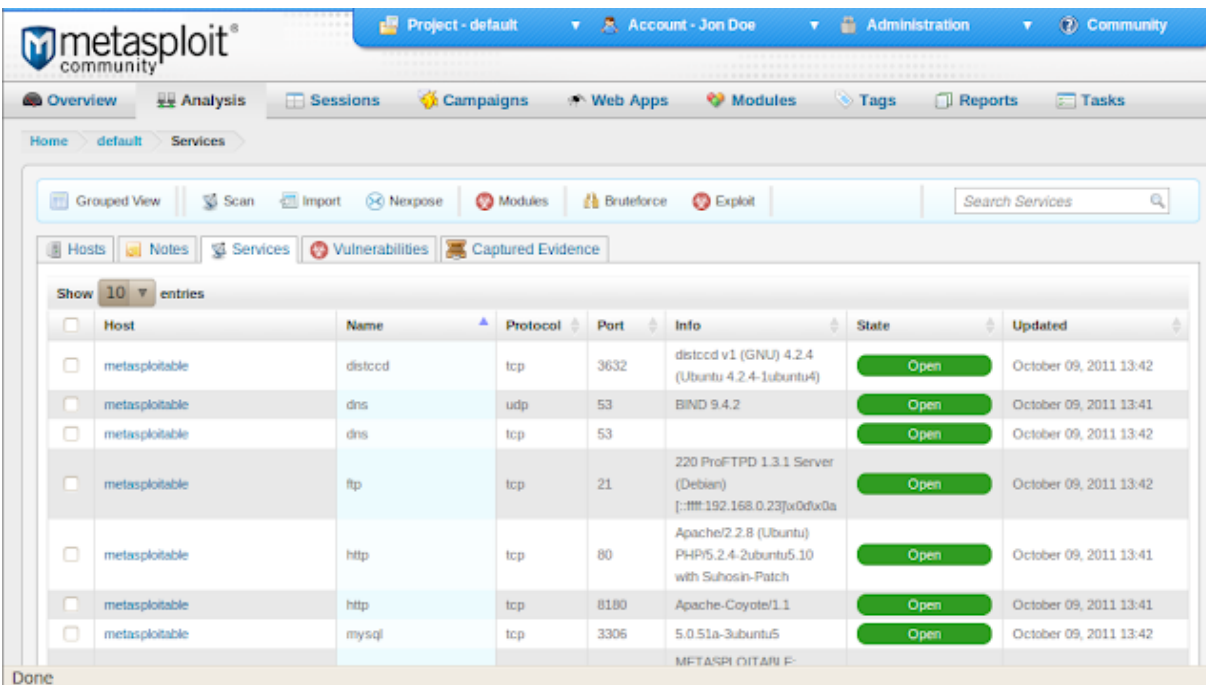 metasploit®
community
Project - default
Account - Jon Doe
Administration
Community
Overview
Analysis
Sessions
Campaigns
Web Apps
Modules
Tags
Reports
Tasks
Home
default
Services
Grouped View
Scan
Import
Nexpose
Modules
Bruteforce
Exploit
Search Services
Hosts
Notes
Services
Vulnerabilities
Captured Evidence
Show 10 entries
Host Name Protocol Port Info State Updated
metasploitable distccd tcp 3632 distccd v1 (GNU) 4.2.4
(Ubuntu 4.2.4-1ubuntu4) Open October 09, 2011 13:42
metasploitable dns udp 53 BIND 9.4.2 Open October 09, 2011 13:41
metasploitable dns tcp 53 Open October 09, 2011 13:42
220 ProFTPD 1.3.1 Server
metasploitable ftp tcp 21 (Debian) Open October 09, 2011 13:42
[::ffff:192.168.0.23]\x0d\x0a
Apache/2.2.8 (Ubuntu)
metasploitable http tcp 80 PHP/5.2.4-2ubuntu5.10 Open October 09, 2011 13:41
with Suhosin-Patch
metasploitable http tcp 8180 Apache-Coyote/1.1 Open October 09, 2011 13:41
metasploitable mysql tcp 3306 5.0.51a-3ubuntu5 Open October 09, 2011 13:42
METASPLOITABLE:
Done